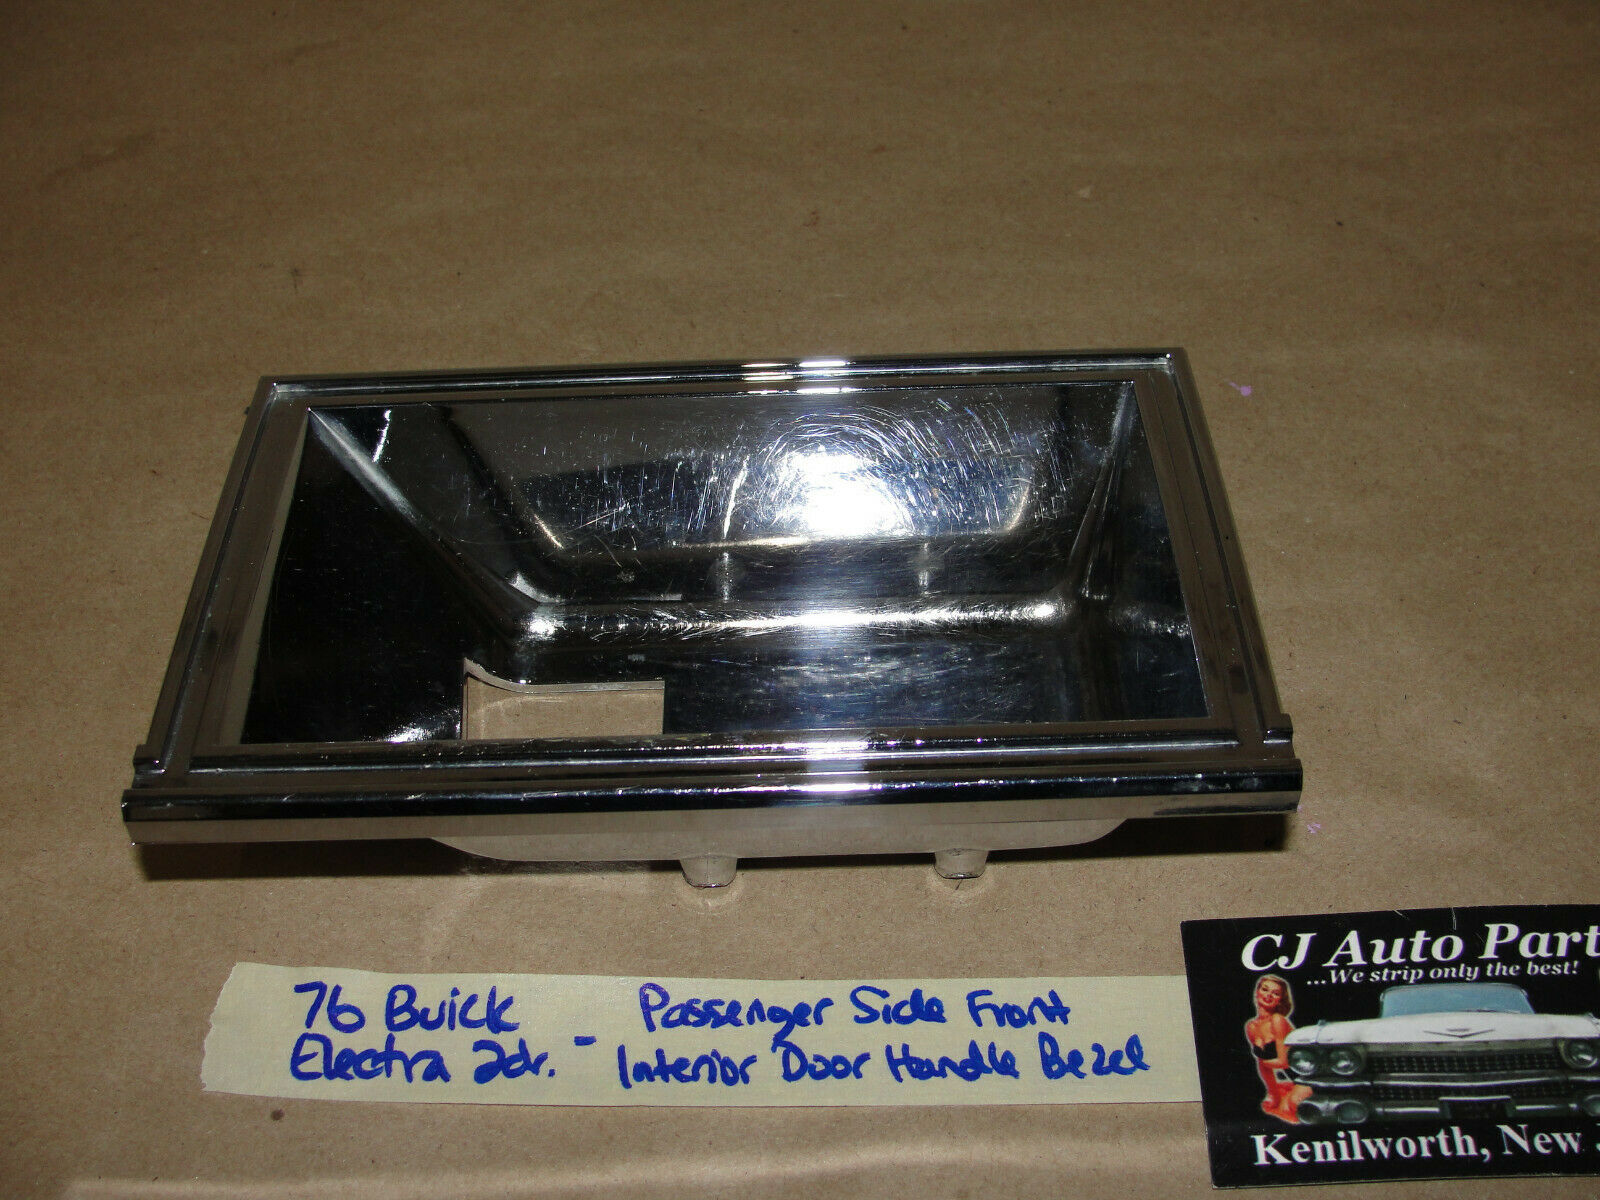 76 Buick - Passenger Side Front
Electra 2dr. Interior Door Handle Bezel
CJ Auto Part
...We strip only the best!
Kenilworth, New J